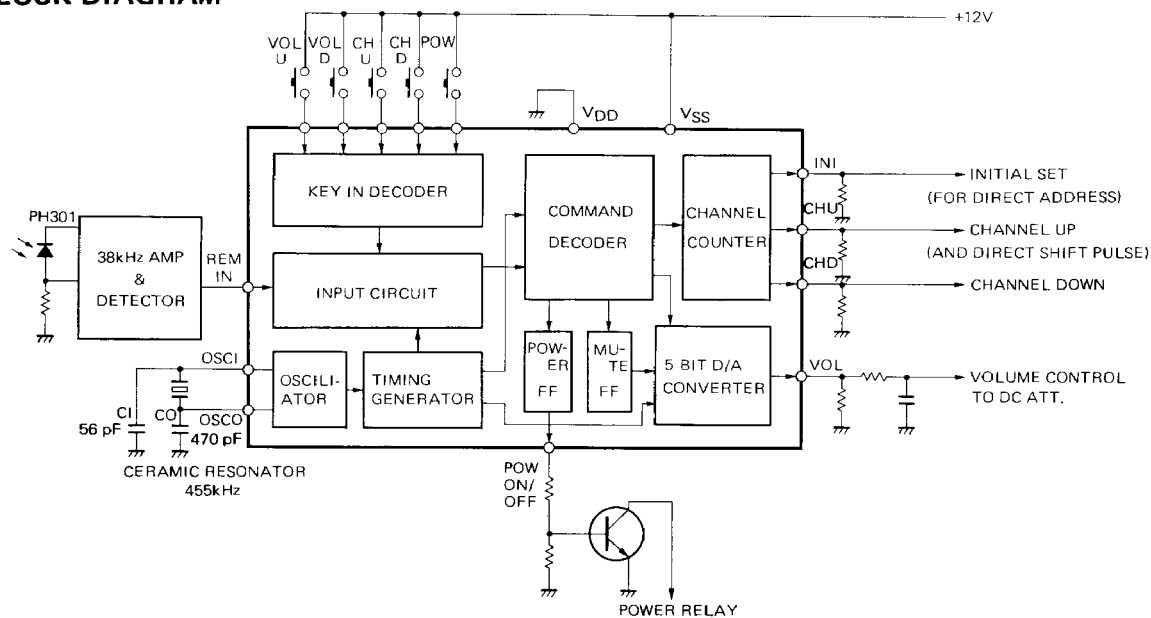 BLOCK DIAGRAM
+12V
VOL U
VOL D
CH U
CH D
POW
VDD
VSS
KEY IN DECODER
COMMAND
DECODER
CHANNEL
COUNTER
INI
INITIAL SET
(FOR DIRECT ADDRESS)
CHU
CHANNEL UP
(AND DIRECT SHIFT PULSE)
CHD
CHANNEL DOWN
PH301
38kHz AMP
&
DETECTOR
REM
IN
INPUT CIRCUIT
OSCI
OSCILI-
ATOR
TIMING
GENERATOR
POW-
ER
FF
MU-
TE
FF
5 BIT D/A
CONVERTER
VOL
VOLUME CONTROL
TO DC ATT.
CI
56 pF
CO
OSCO
470 pF
CERAMIC RESONATOR
455kHz
POW
ON/
OFF
POWER RELAY